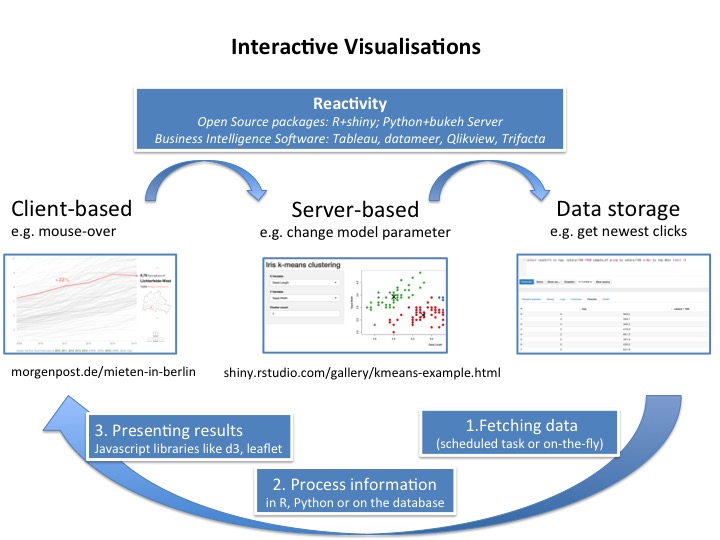 Interactive Visualisations
Reactivity
Open Source packages: R+shiny; Python+bukeh Server
Business Intelligence Software: Tableau, datameer, Qlikview, Trifacta
Client-based
e.g. mouse-over
Server-based
e.g. change model parameter
Data storage
e.g. get newest clicks
Lichterfelde-West
Iris k-means clustering
morgenpost.de/mieten-in-berlin
shiny.rstudio.com/gallery/kmeans-example.html
3. Presenting results
Javascript libraries like d3, leaflet
1.Fetching data
(scheduled task or on-the-fly)
2. Process information
in R, Python or on the database